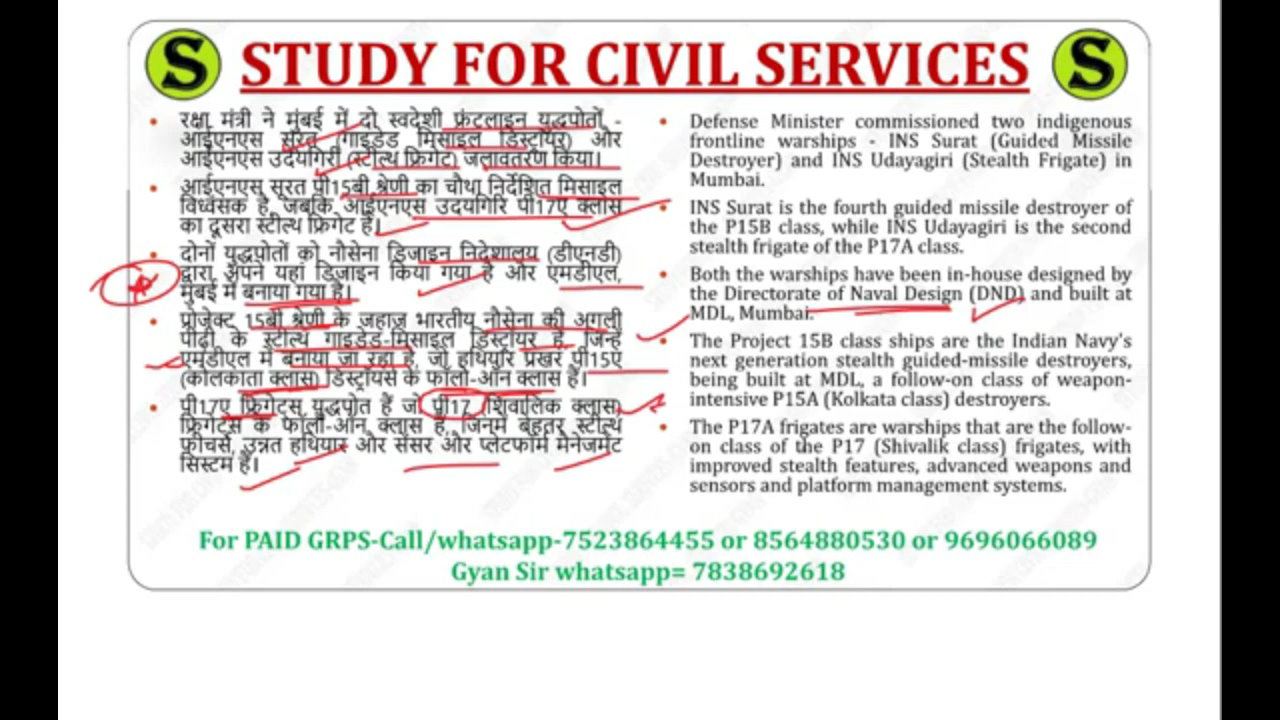 S STUDY FOR CIVIL SERVICES S
रक्षा मंत्री ने मुंबई में दो स्वदेशी फ्रंटलाइन युद्धपोतों -
आईएनएस सूरत (गाइडेड मिसाइल डिस्ट्रॉयर) और
आईएनएस उदयगिरी (स्टील्थ फ्रिगेट) जलावतरण किया।
आईएनएस सूरत पी15बी श्रेणी का चौथा निर्देशित मिसाइल
विध्वंसक है, जबकि आईएनएस उदयगिरि पी17ए क्लास
का दूसरा स्टील्थ फ्रिगेट है।
दोनों युद्धपोतों को नौसेना डिजाइन निदेशालय (डीएनडी)
द्वारा अपने यहां डिजाइन किया गया है और एमडीएल,
मुंबई में बनाया गया है।
प्रोजेक्ट 15बी श्रेणी के जहाज भारतीय नौसेना की अगली
पीढ़ी के स्टील्थ गाइडेड-मिसाइल डिस्ट्रॉयर हैं, जिन्हें
एमडीएल में बनाया जा रहा है, जो हथियार प्रखर पी15ए
(कोलकाता क्लास) डिस्ट्रॉयर्स के फॉलो-ऑन क्लास हैं।
पी17ए फ्रिगेट्स युद्धपोत हैं जो पी17 (शिवालिक क्लास)
फ्रिगेट्स के फॉलो-ऑन क्लास हैं, जिनमें बेहतर स्टील्थ
फीचर्स, उन्नत हथियार और सेंसर और प्लेटफॉर्म मैनेजमेंट
सिस्टम हैं।
Defense Minister commissioned two indigenous
frontline warships - INS Surat (Guided Missile
Destroyer) and INS Udayagiri (Stealth Frigate) in
Mumbai.
INS Surat is the fourth guided missile destroyer of
the P15B class, while INS Udayagiri is the second
stealth frigate of the P17A class.
Both the warships have been in-house designed by
the Directorate of Naval Design (DND) and built at
MDL, Mumbai.
The Project 15B class ships are the Indian Navy's
next generation stealth guided-missile destroyers,
being built at MDL, a follow-on class of weapon-
intensive P15A (Kolkata class) destroyers.
The P17A frigates are warships that are the follow-
on class of the P17 (Shivalik class) frigates, with
improved stealth features, advanced weapons and
sensors and platform management systems.
For PAID GRPS-Call/whatsapp-7523864455 or 8564880530 or 9696066089
Gyan Sir whatsapp= 7838692618